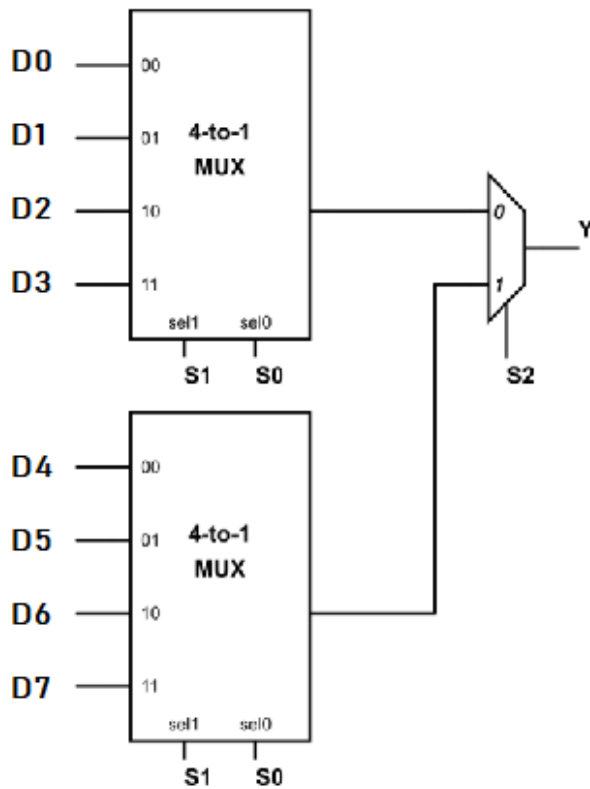 D0
00
D1
01
4-to-1
MUX
D2
10
0
Y
D3
11
1
sel1 sel0
S1 S0
S2
D4
00
D5
01
4-to-1
MUX
D6
10
D7
11
sel1 sel0
S1 S0